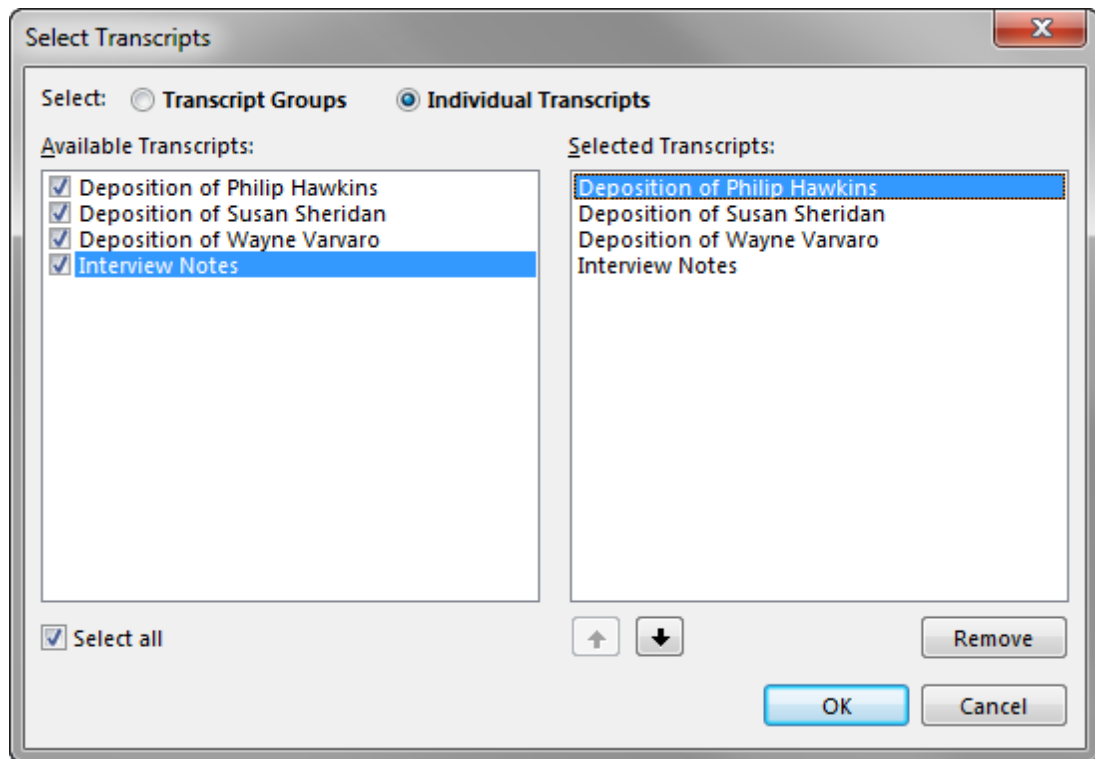 Select Transcripts
Select: Transcript Groups Individual Transcripts
Available Transcripts:
Deposition of Philip Hawkins
Deposition of Susan Sheridan
Deposition of Wayne Varvaro
Interview Notes
Select all
Selected Transcripts:
Deposition of Philip Hawkins
Deposition of Susan Sheridan
Deposition of Wayne Varvaro
Interview Notes
Remove
OK Cancel